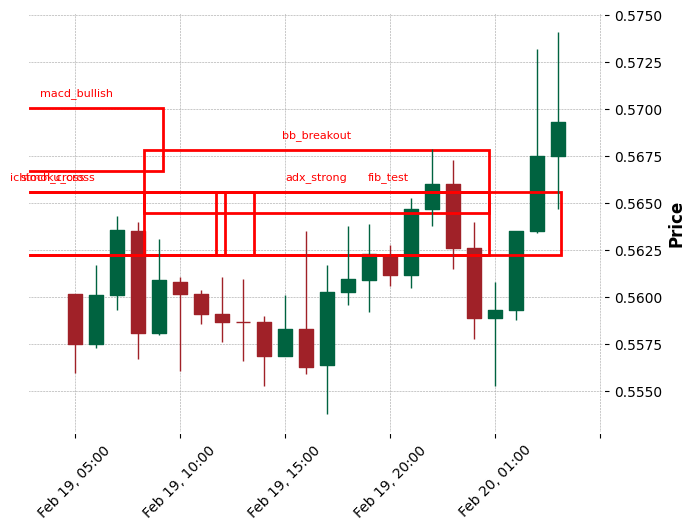 0.5750
0.5725
macd_bullish
0.5700
bb_breakout
0.5675
adx_strong
fib_test
0.5650
Price
0.5625
0.5600
0.5575
0.5550
Feb 19, 05:00
Feb 19, 10:00
Feb 19, 15:00
Feb 19, 20:00
Feb 20, 01:00